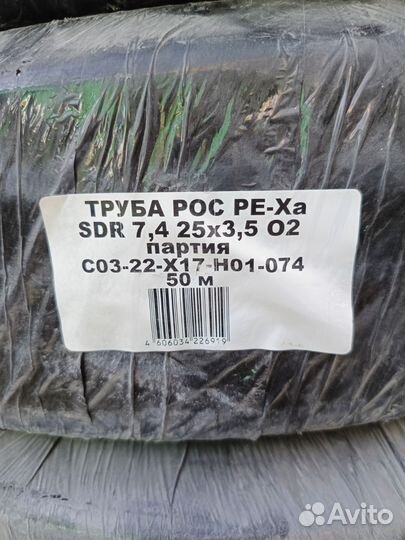 ТРУБА РОС PE-Xa
SDR 7,4 25x3,5 O2
партия
C03-22-X17-H01-074
50 м
4 606034 226919
Avito